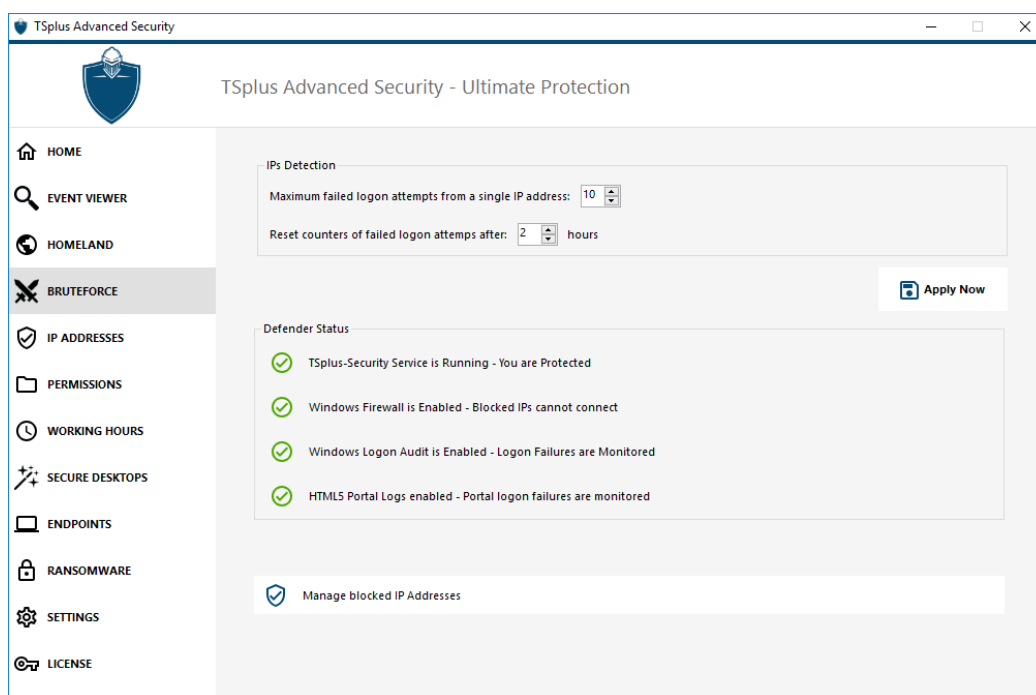 TSplus Advanced Security
TSplus Advanced Security - Ultimate Protection
HOME
EVENT VIEWER
HOMELAND
BRUTEFORCE
IP ADDRESSES
PERMISSIONS
WORKING HOURS
SECURE DESKTOPS
ENDPOINTS
RANSOMWARE
SETTINGS
LICENSE
IPs Detection
Maximum failed logon attempts from a single IP address: 10
Reset counters of failed logon attemps after: 2 hours
Apply Now
Defender Status
TSplus-Security Service is Running - You are Protected
Windows Firewall is Enabled - Blocked IPs cannot connect
Windows Logon Audit is Enabled - Logon Failures are Monitored
HTML5 Portal Logs enabled - Portal logon failures are monitored
Manage blocked IP Addresses